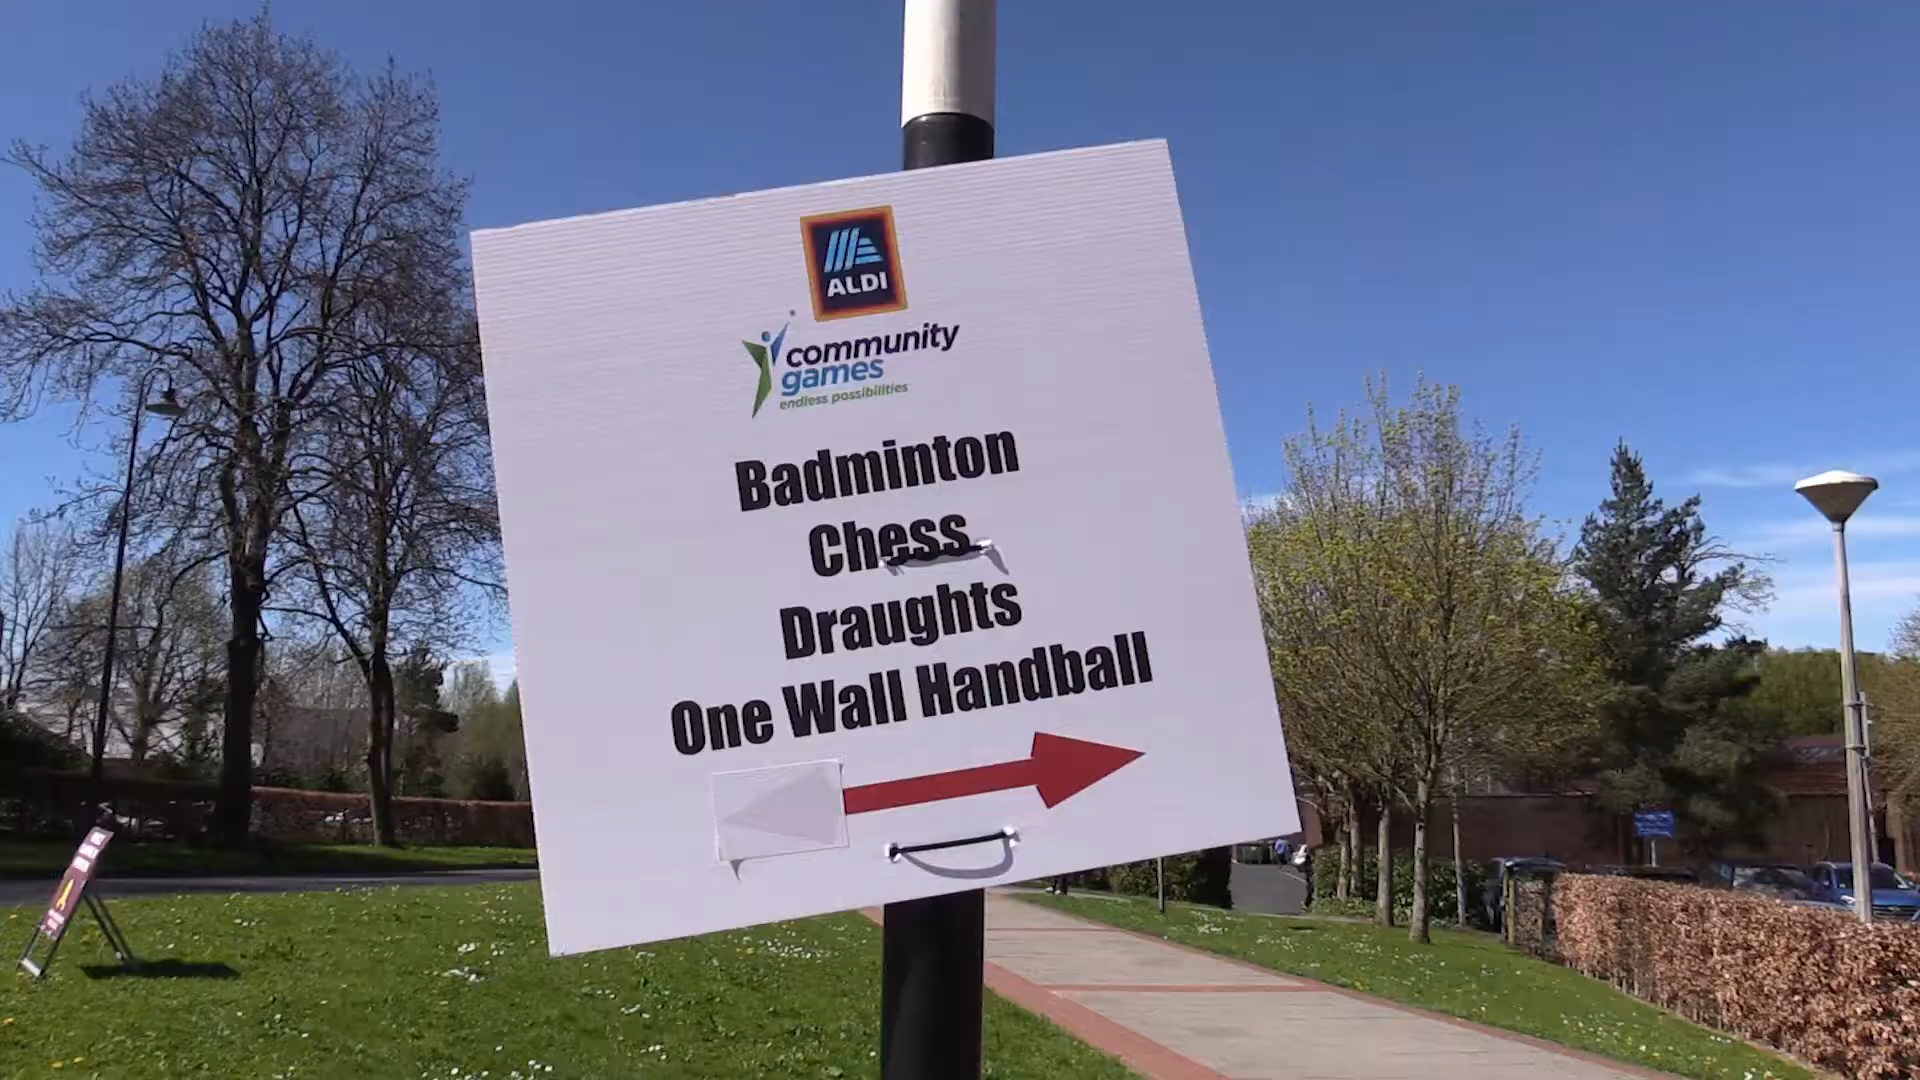 ALDI
community
games
endless possibilities
Badminton
Chess
Draughts
One Wall Handball